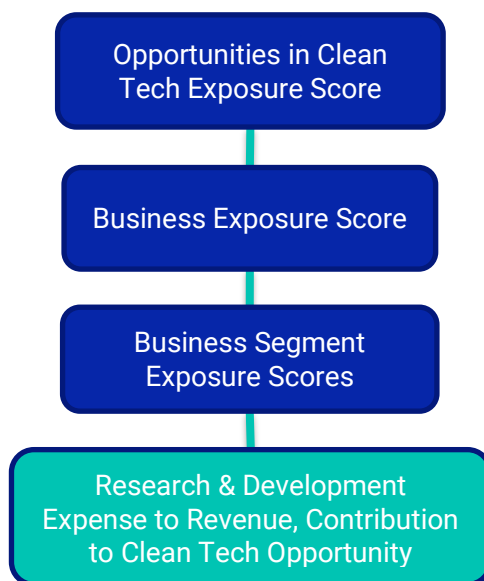 Opportunities in Clean
Tech Exposure Score
Business Exposure Score
Business Segment
Exposure Scores
Research & Development
Expense to Revenue, Contribution
to Clean Tech Opportunity